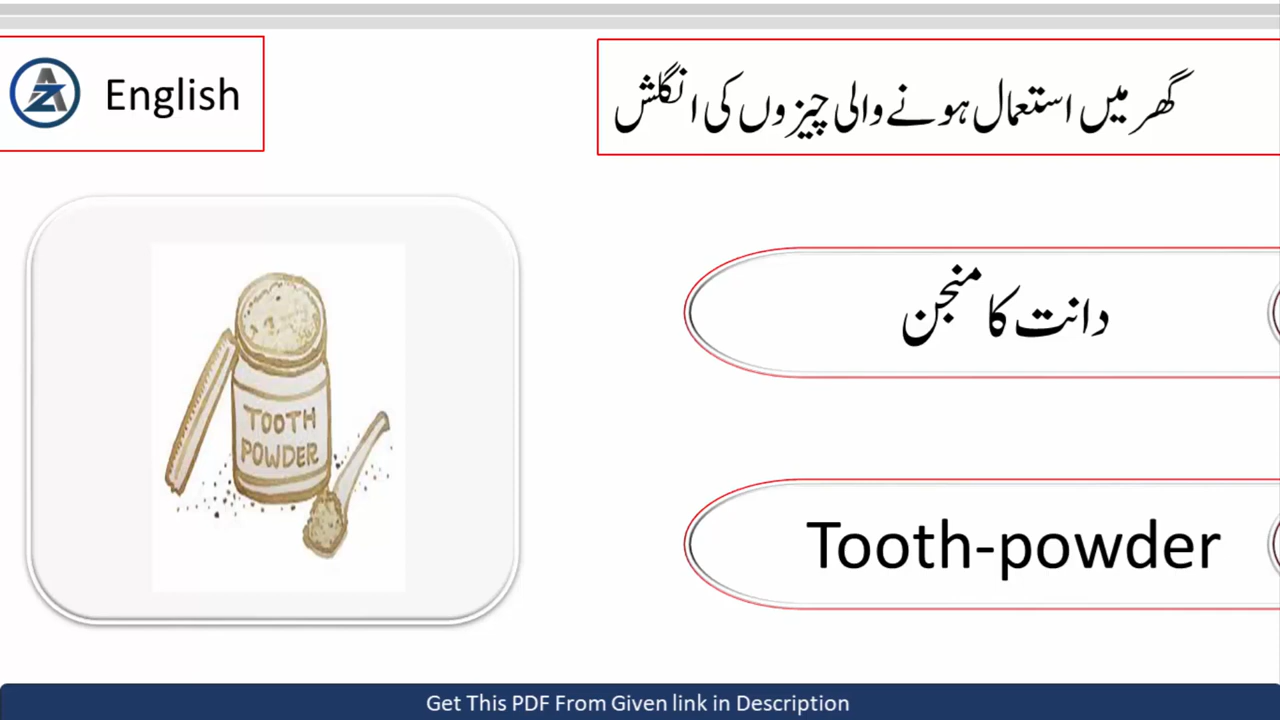 AZ English
گھر میں استعمال ہونے والی چیزوں کی انگلش
TOOTH
POWDER
دانت کا منجن
Tooth-powder
Get This PDF From Given link in Description